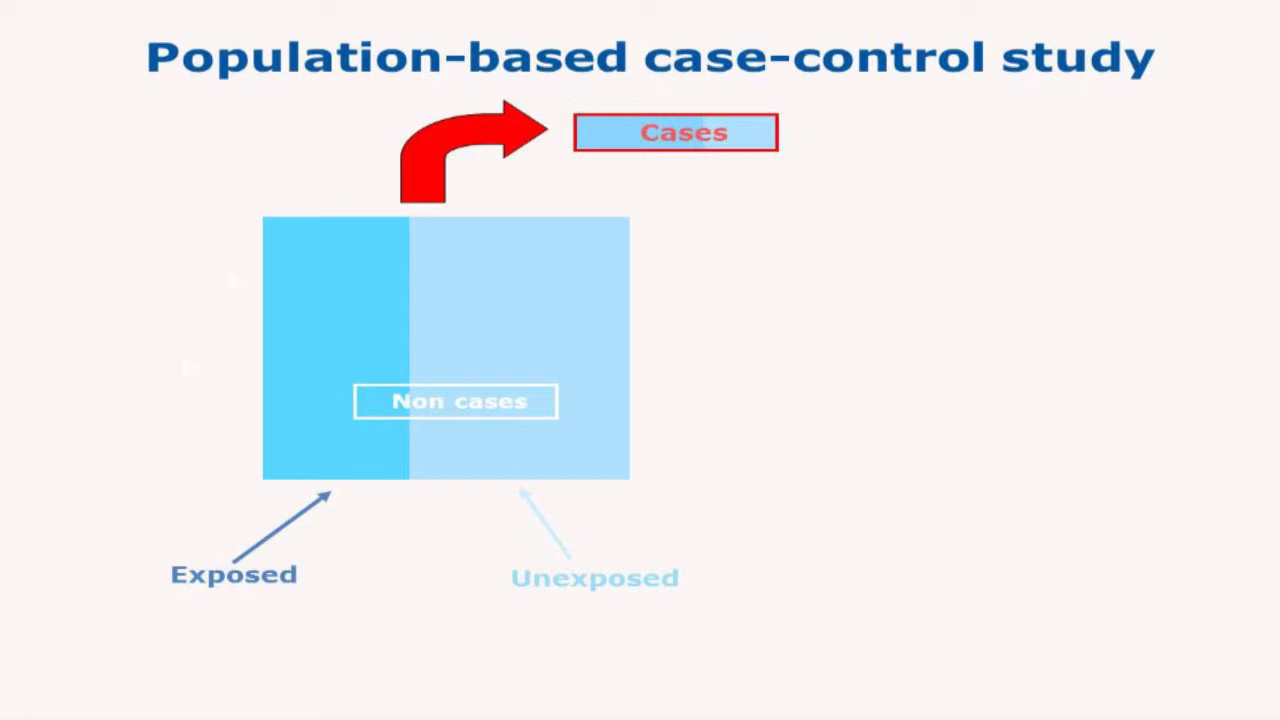 Population-based case-control study
Cases
Non cases
Exposed
Unexposed